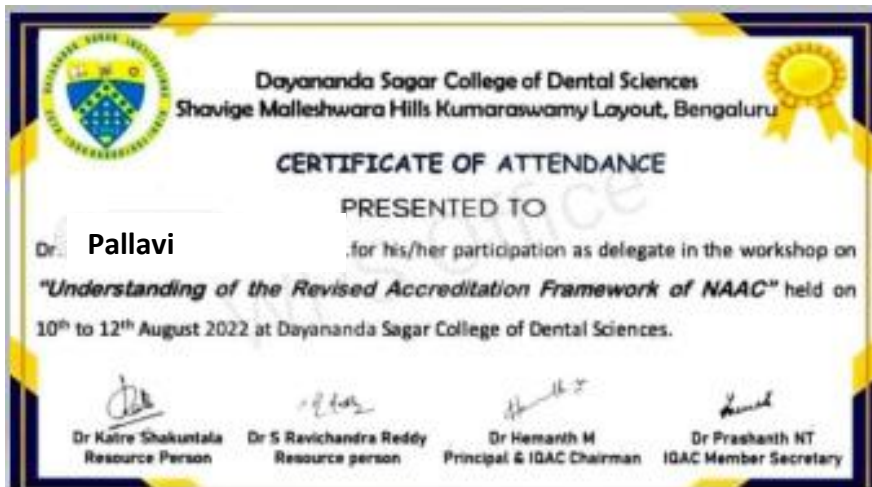 Dayananda Sagar College of Dental Sciences
Shavige Malleshwara Hills Kumaraswamy Layout, Bengaluru
CERTIFICATE OF ATTENDANCE
PRESENTED TO
Dr. Pallavi .for his/her participation as delegate in the workshop on
"Understanding of the Revised Accreditation Framework of NAAC" held on
10th to 12th August 2022 at Dayananda Sagar College of Dental Sciences.
Dr Katre Shakuntala Dr S Ravichandra Reddy Dr Hemanth M Dr Prashanth NT
Resource Person Resource person Principal & IQAC Chairman IQAC Member Secretary
WPS Office